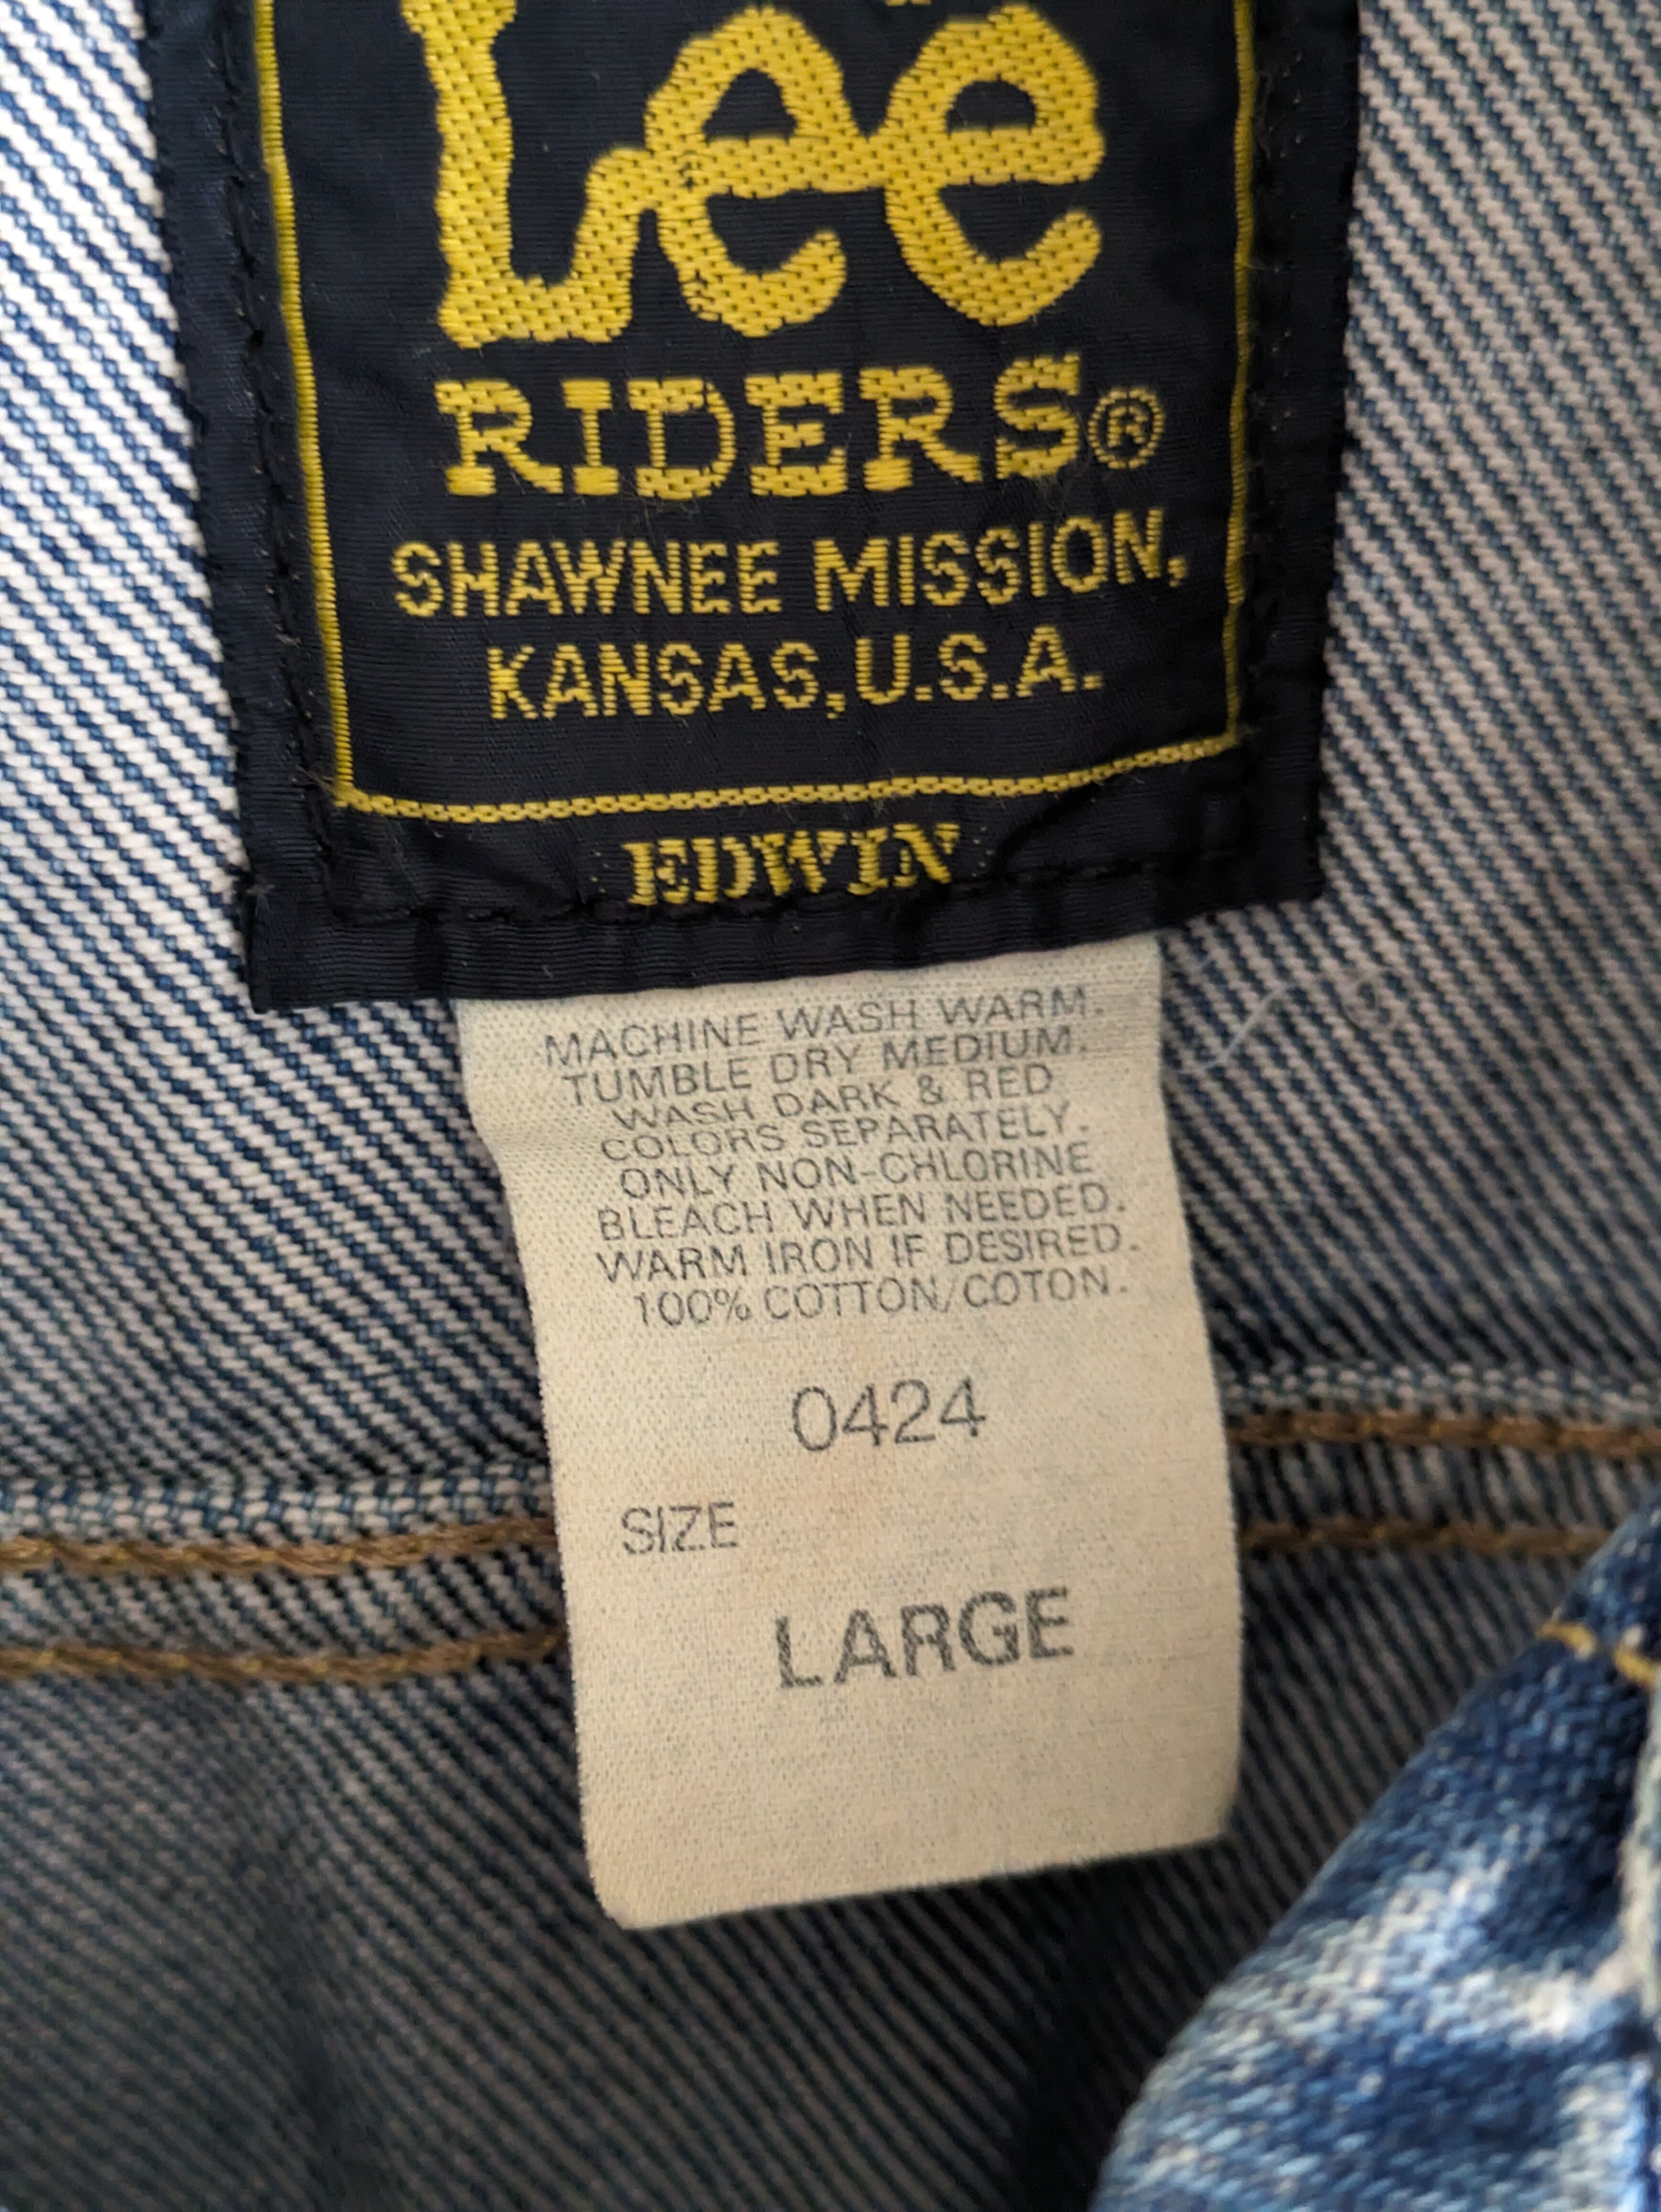 Lee
RIDERS®
SHAWNEE MISSION,
KANSAS, U.S.A.
EDWIN
MACHINE WASH WARM.
TUMBLE DRY MEDIUM.
WASH DARK & RED
COLORS SEPARATELY.
ONLY NON-CHLORINE
BLEACH WHEN NEEDED.
WARM IRON IF DESIRED.
100% COTTON/COTON.
0424
SIZE
LARGE